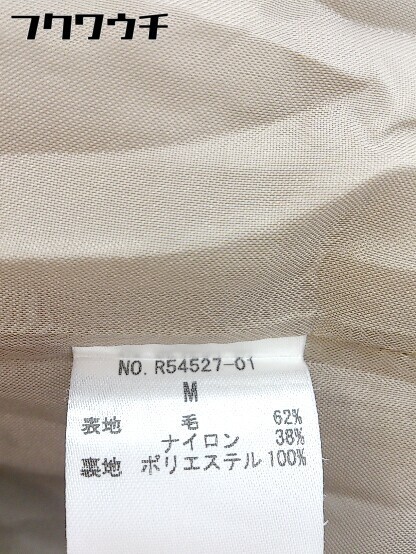 フクワウチ
NO. R54527-01
M
表地 毛 62%
ナイロン 38%
裏地 ポリエステル 100%